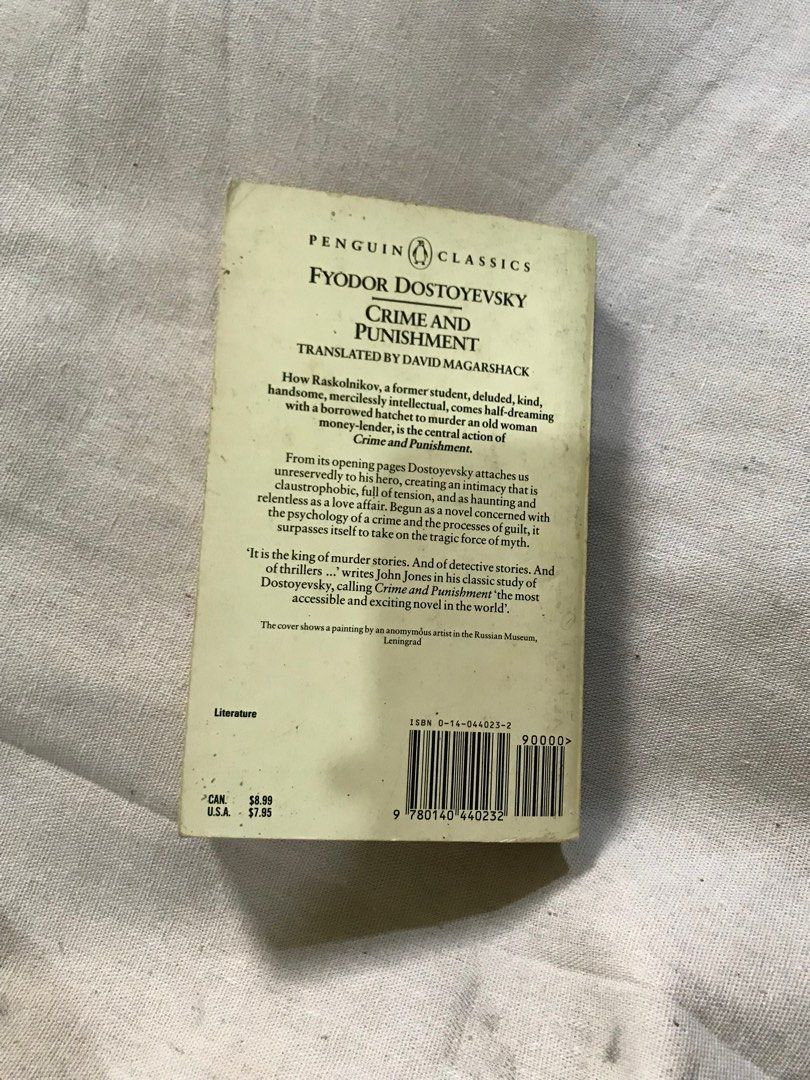 PENGUIN CLASSICS
FYODOR DOSTOYEVSKY
CRIME AND
PUNISHMENT
TRANSLATED BY DAVID MAGARSHACK
How Raskolnikov, a former student, deluded, kind,
handsome, mercilessly intellectual, comes half-dreaming
with a borrowed hatchet to murder an old woman
money-lender, is the central action of
Crime and Punishment.
From its opening pages Dostoyevsky attaches us
unreservedly to his hero, creating an intimacy that is
claustrophobic, full of tension, and as haunting and
relentless as a love affair. Begun as a novel concerned with
the psychology of a crime and the processes of guilt, it
surpasses itself to take on the tragic force of myth.
'It is the king of murder stories. And of detective stories. And
of thrillers ...' writes John Jones in his classic study of
Dostoyevsky, calling Crime and Punishment 'the most
accessible and exciting novel in the world'.
The cover shows a painting by an anomymous artist in the Russian Museum,
Leningrad
Literature
ISBN 0-14-044023-2
90000>
CAN. $8.99
U.S.A. $7.95
9 780140 440232